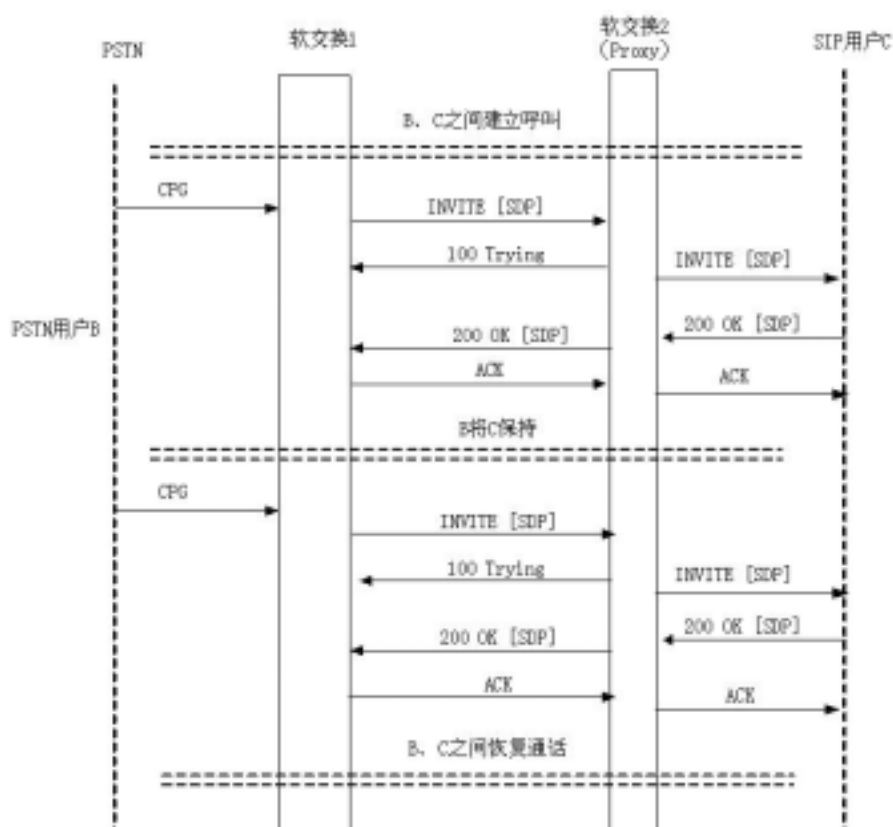 PSTN
软交换1
软交换2
(Proxy)
SIP用户C
B、C之间建立呼叫
CPG
INVITE [SDP]
100 Trying
INVITE [SDP]
PSTN用户B
200 OK [SDP]
200 OK [SDP]
ACK
ACK
B将C保持
CPG
INVITE [SDP]
100 Trying
INVITE [SDP]
200 OK [SDP]
200 OK [SDP]
ACK
ACK
B、C之间恢复通话